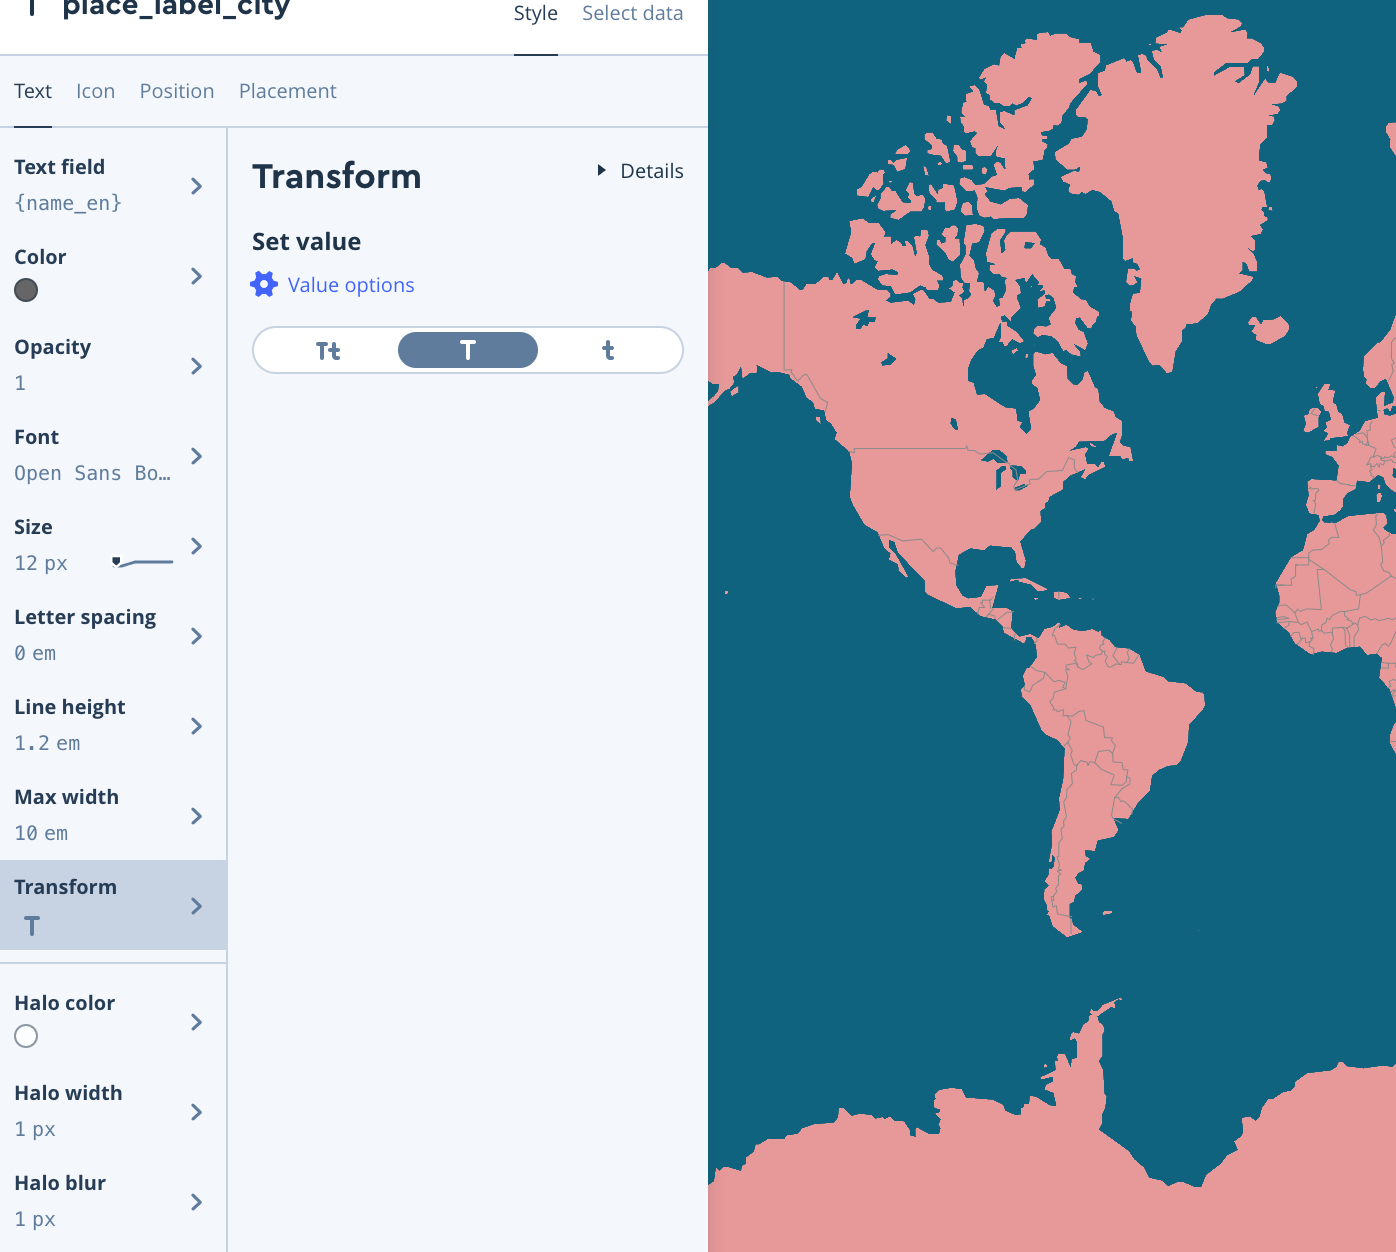 place_label_city
Style
Select data
Text
Icon
Position
Placement
Text field
{name_en}
Color
Opacity
1
Font
Open Sans Bo…
Size
12 px
Letter spacing
0 em
Line height
1.2 em
Max width
10 em
Transform
T
Halo color
Halo width
1 px
Halo blur
1 px
Transform
Details
Set value
Value options
Tt
T
t